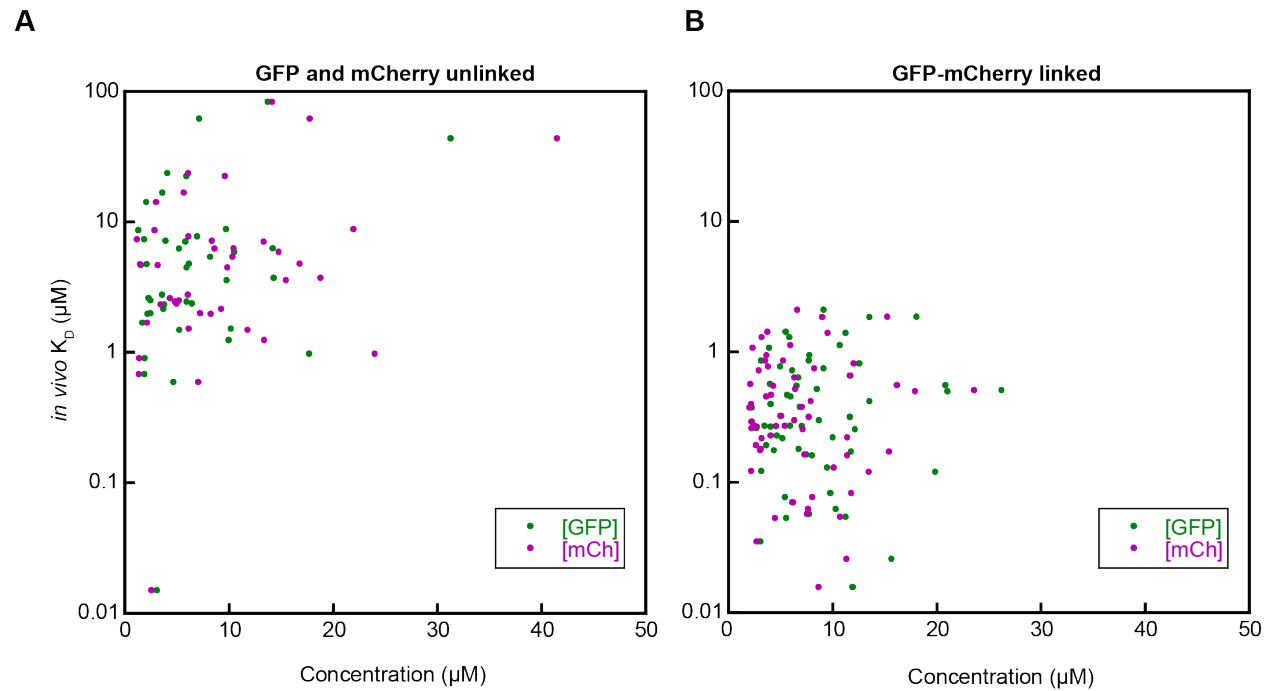 A
B
GFP and mCherry unlinked
GFP-mCherry linked
100
10
1
0.1
0.01
in vivo KD (μM)
0 10 20 30 40 50
Concentration (μM)
[GFP]
[mCh]
100
10
1
0.1
0.01
0 10 20 30 40 50
Concentration (μM)
[GFP]
[mCh]